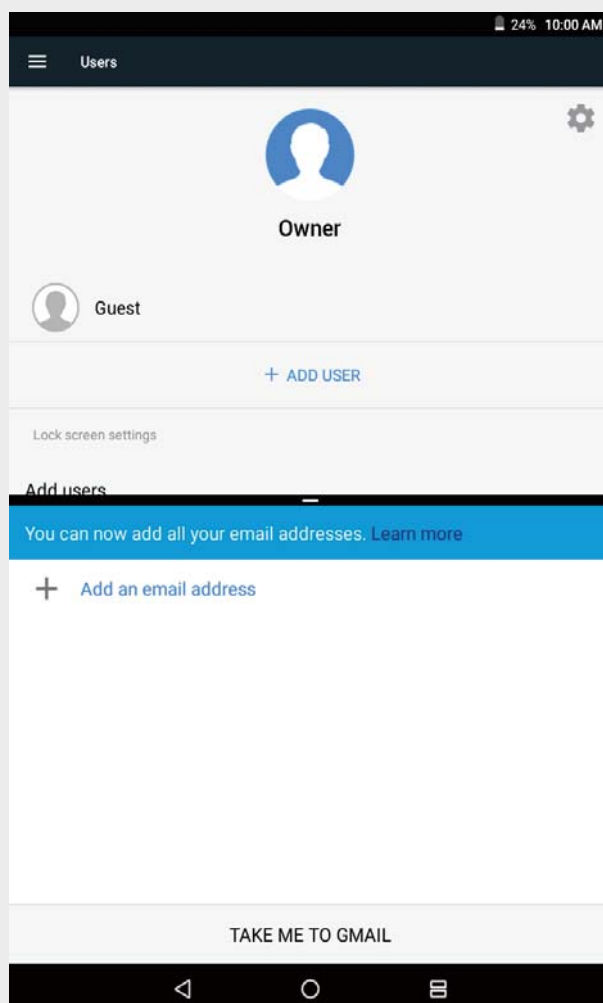 24% 10:00 AM
Users
Owner
Guest
+ ADD USER
Lock screen settings
Add users
You can now add all your email addresses. Learn more
+ Add an email address
TAKE ME TO GMAIL